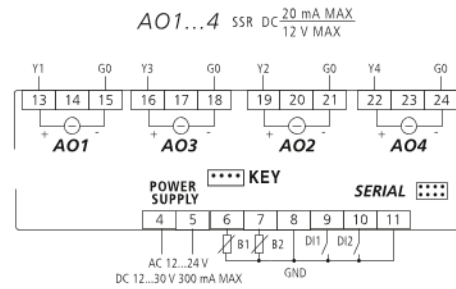 AO1...4 SSR DC 20 mA MAX
12 V MAX
Y1 G0 Y3 G0 Y2 G0 Y4 G0
13 14 15 16 17 18 19 20 21 22 23 24
+ - + - + - + -
AO1 AO3 AO2 AO4
KEY
POWER
SUPPLY
SERIAL
4 5 6 7 8 9 10 11
B1 B2 DI1 DI2
AC 12...24 V
DC 12...30 V 300 mA MAX
GND